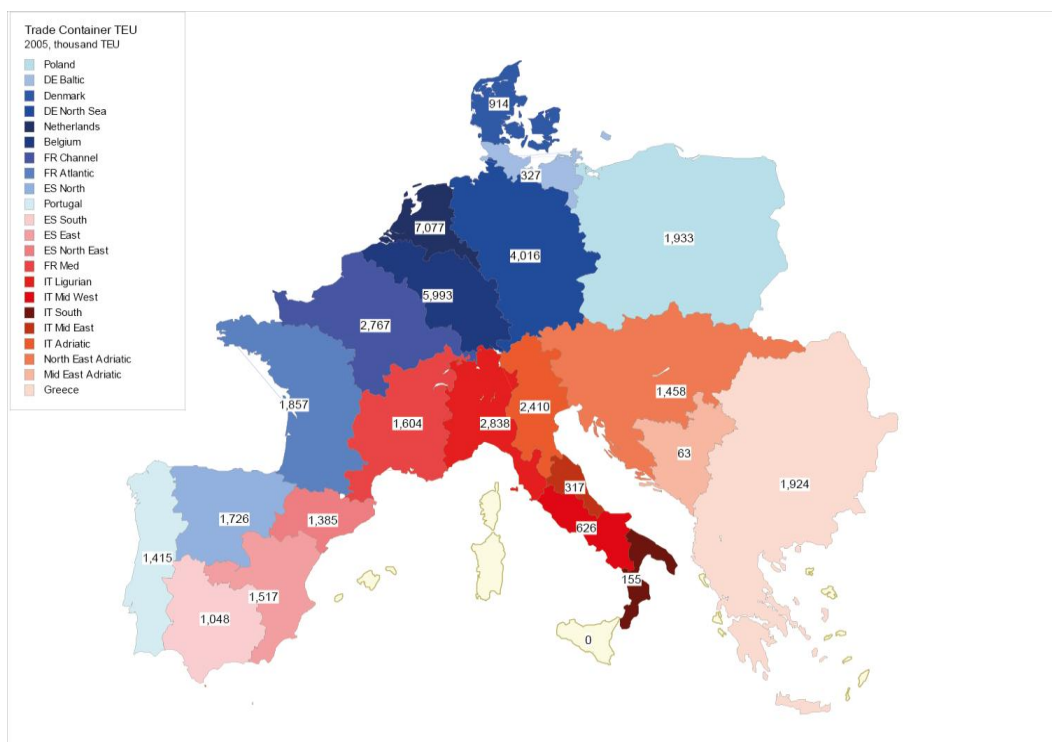 Trade Container TEU
2005, thousand TEU
Poland
DE Baltic
Denmark
DE North Sea
Netherlands
Belgium
FR Channel
FR Atlantic
ES North
Portugal
ES South
ES East
ES North East
FR Med
IT Ligurian
IT Mid West
IT South
IT Mid East
IT Adriatic
North East Adriatic
Mid East Adriatic
Greece
914
327
7,077
1,933
4,016
5,993
2,767
1,458
1,857
2,410
1,604
2,838
63
1,924
317
1,726
1,385
626
1,415
155
1,517
1,048
0